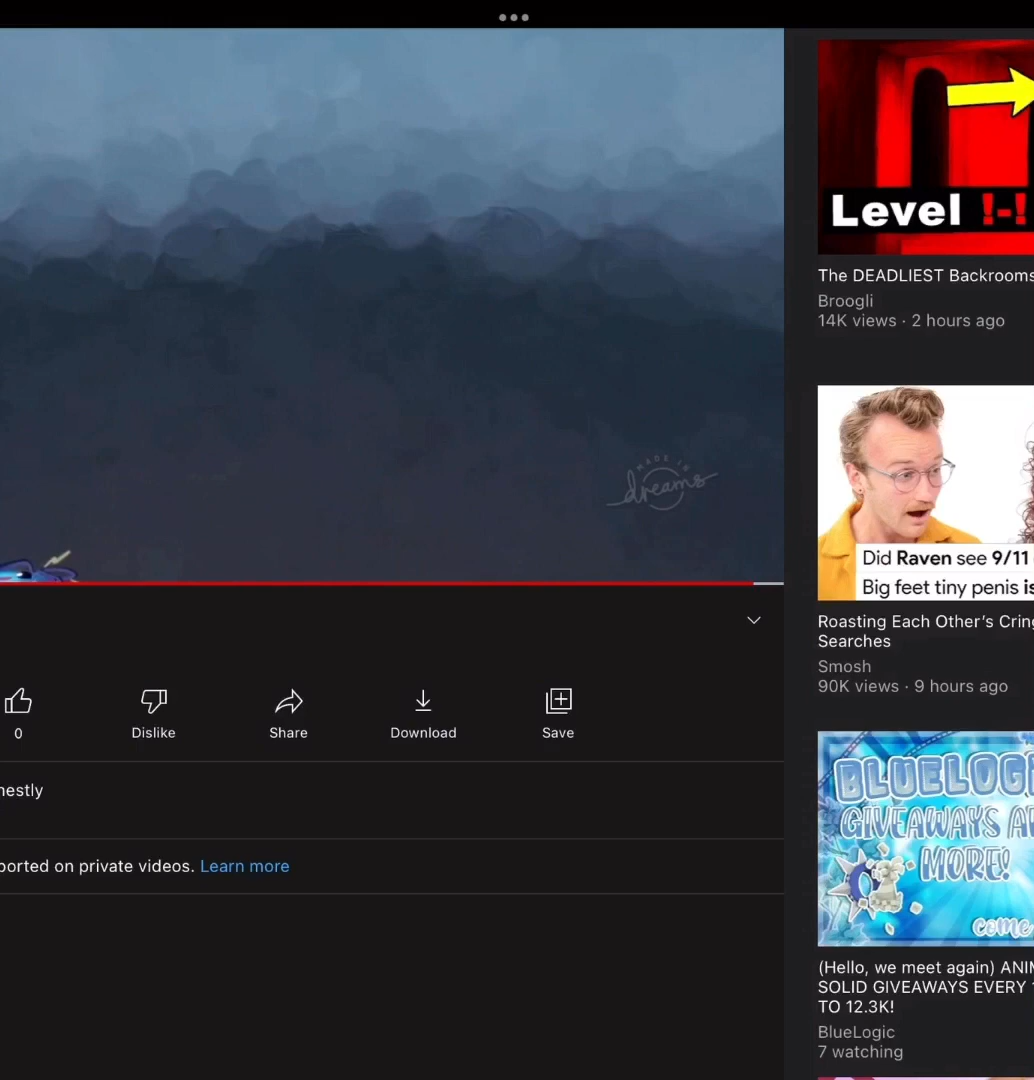 MADE IN
dreams
0
Dislike
Share
Download
Save
nestly
ported on private videos. Learn more
Level !-!
The DEADLIEST Backrooms
Broogli
14K views · 2 hours ago
Did Raven see 9/11
Big feet tiny penis is
Roasting Each Other's Cring
Searches
Smosh
90K views · 9 hours ago
BLUELOGI
GIVEAWAYS A
MORE!
come
(Hello, we meet again) ANIM
SOLID GIVEAWAYS EVERY
TO 12.3K!
BlueLogic
7 watching